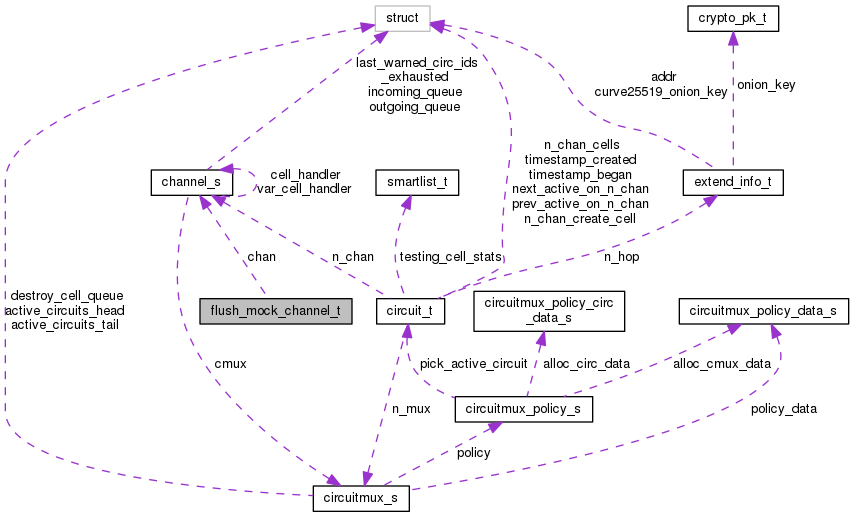 struct
crypto_pk_t
last_warned_circ_ids
_exhausted
incoming_queue
outgoing_queue
addr
curve25519_onion_key
onion_key
n_chan_cells
timestamp_created
timestamp_began
next_active_on_n_chan
prev_active_on_n_chan
n_chan_create_cell
channel_s
cell_handler
var_cell_handler
smartlist_t
extend_info_t
chan
n_chan
testing_cell_stats
n_hop
destroy_cell_queue
active_circuits_head
active_circuits_tail
flush_mock_channel_t
circuit_t
circuitmux_policy_circ
_data_s
circuitmux_policy_data_s
cmux
pick_active_circuit
alloc_circ_data
alloc_cmux_data
n_mux
circuitmux_policy_s
policy_data
policy
circuitmux_s